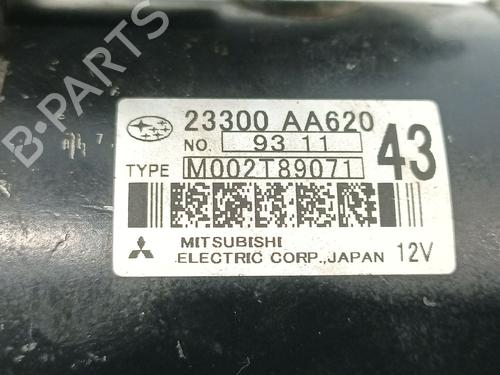 B-PARTS
23300 AA620
NO. 93 11
43
TYPE M002T89071
MITSUBISHI
ELECTRIC CORP., JAPAN 12V